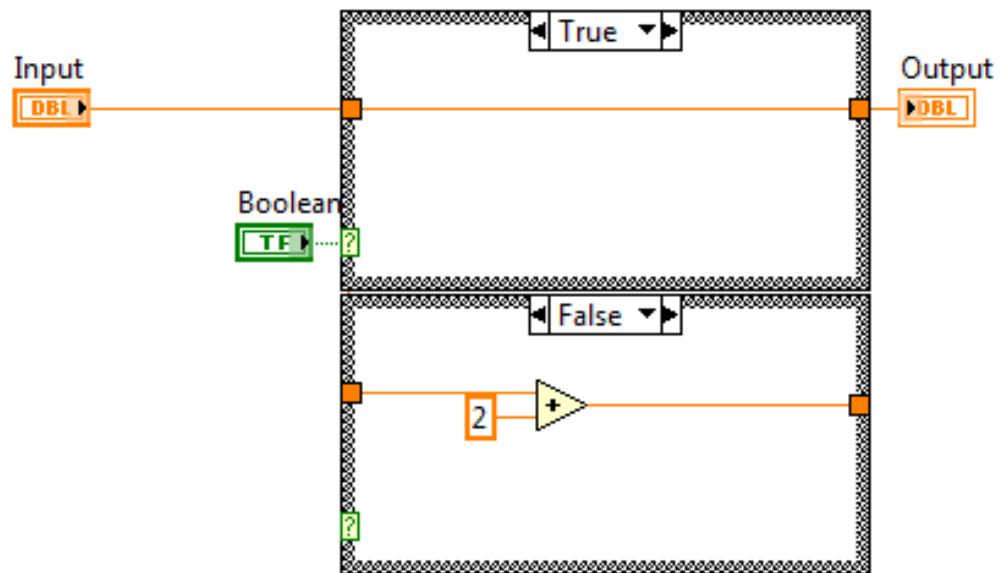 True
Input
Output
DBL
DBL
Boolean
TF
?
False
+
2
?